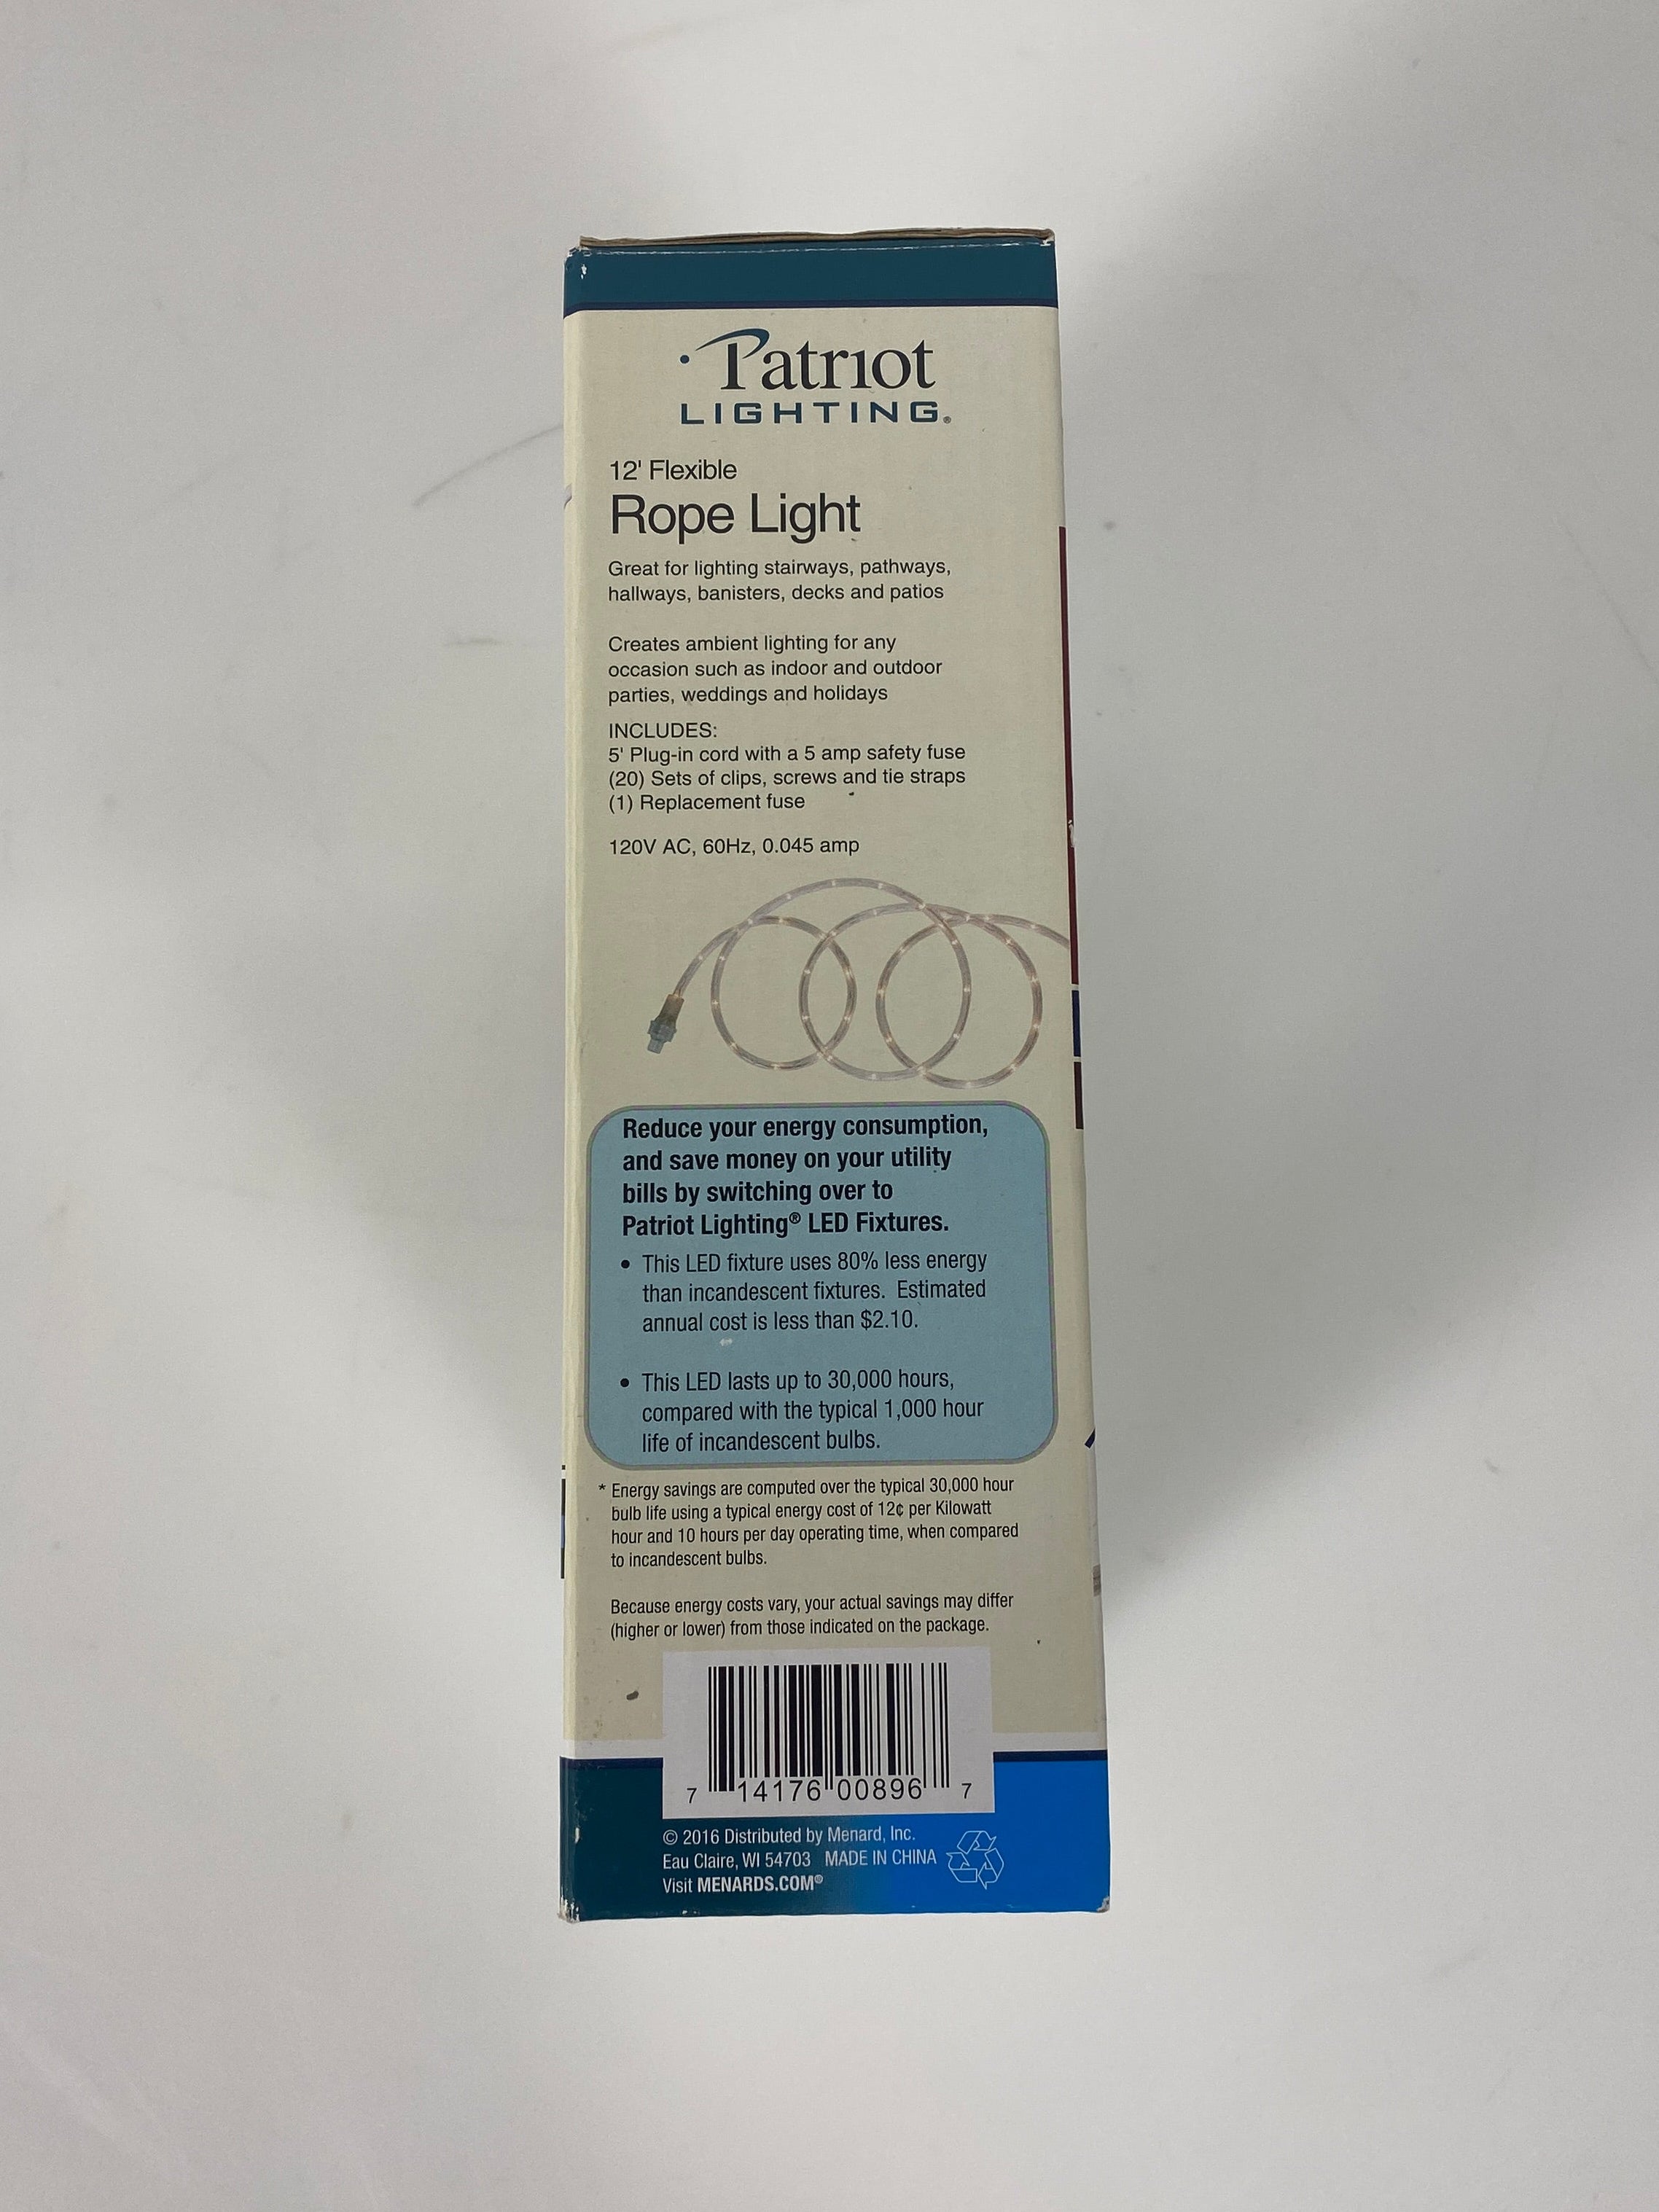 Patriot
LIGHTING®
12' Flexible
Rope Light
Great for lighting stairways, pathways,
hallways, banisters, decks and patios
Creates ambient lighting for any
occasion such as indoor and outdoor
parties, weddings and holidays
INCLUDES:
5' Plug-in cord with a 5 amp safety fuse
(20) Sets of clips, screws and tie straps
(1) Replacement fuse
120V AC, 60Hz, 0.045 amp
Reduce your energy consumption,
and save money on your utility
bills by switching over to
Patriot Lighting® LED Fixtures.
• This LED fixture uses 80% less energy
than incandescent fixtures. Estimated
annual cost is less than $2.10.
• This LED lasts up to 30,000 hours,
compared with the typical 1,000 hour
life of incandescent bulbs.
* Energy savings are computed over the typical 30,000 hour
bulb life using a typical energy cost of 12¢ per Kilowatt
hour and 10 hours per day operating time, when compared
to incandescent bulbs.
Because energy costs vary, your actual savings may differ
(higher or lower) from those indicated on the package.
7 14176 00896 7
© 2016 Distributed by Menard, Inc.
Eau Claire, WI 54703 MADE IN CHINA
Visit MENARDS.COM®